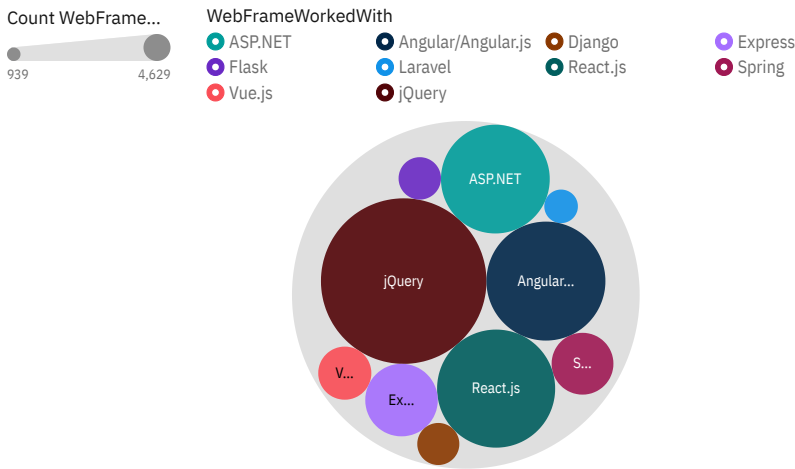 Count WebFrame...
939 4,629
WebFrameWorkedWith
ASP.NET Angular/Angular.js Django Express
Flask Laravel React.js Spring
Vue.js jQuery
ASP.NET
jQuery
Angular...
S...
V...
React.js
Ex...